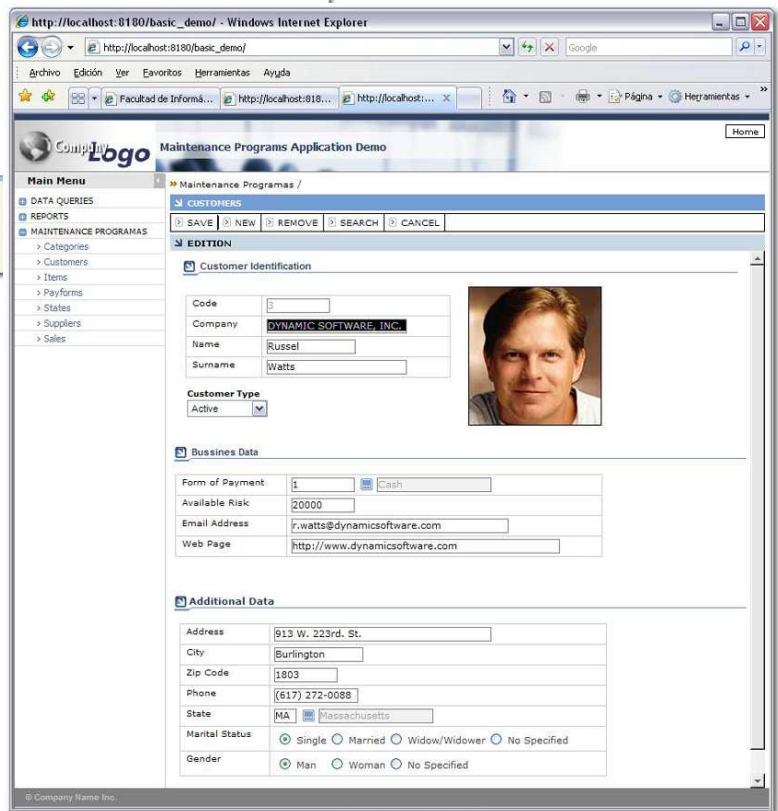 http://localhost:8180/basic_demo/ - Windows Internet Explorer
http://localhost:8180/basic_demo/
Google
Archivo Edición Ver Favoritos Herramientas Ayuda
Facultad de Informá... http://localhost:818... http://localhost:... X Página Herramientas »
Company Logo
Maintenance Programs Application Demo
Home
Main Menu
DATA QUERIES
REPORTS
MAINTENANCE PROGRAMAS
> Categories
> Customers
> Items
> Payforms
> States
> Suppliers
> Sales
» Maintenance Programas /
CUSTOMERS
SAVE NEW REMOVE SEARCH CANCEL
EDITION
Customer Identification
Code 3
Company DYNAMIC SOFTWARE, INC.
Name Russel
Surname Watts
Customer Type
Active
Bussines Data
Form of Payment 1 Cash
Available Risk 20000
Email Address r.watts@dynamicsoftware.com
Web Page http://www.dynamicsoftware.com
Additional Data
Address 913 W. 223rd. St.
City Burlington
Zip Code 1803
Phone (617) 272-0088
State MA Massachusetts
Marital Status Single Married Widow/Widower No Specified
Gender Man Woman No Specified
© Company Name Inc.